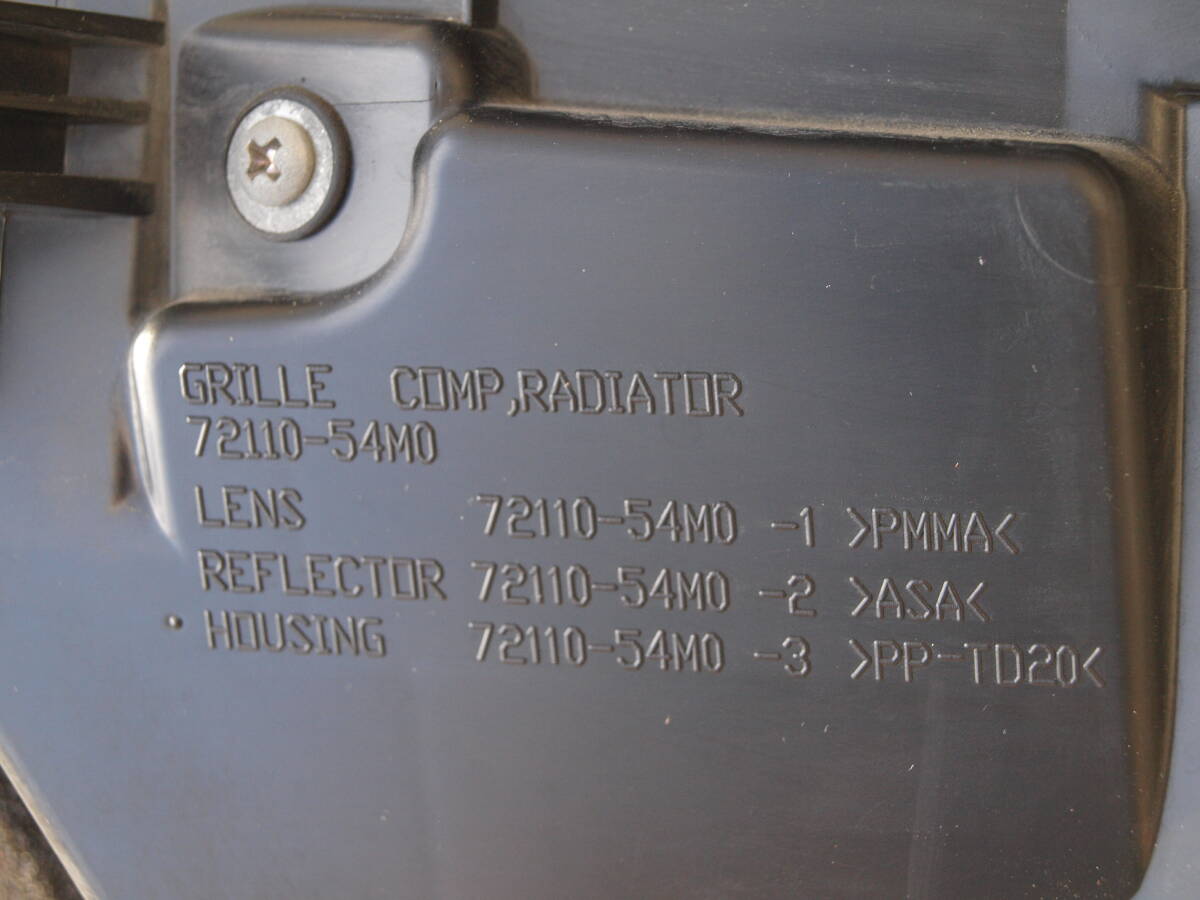 GRILLE COMP,RADIATOR
72110-54M0
LENS 72110-54M0 -1 >PMMA<
REFLECTOR 72110-54M0 -2 >ASA<
• HOUSING 72110-54M0 -3 >PP-TD20<